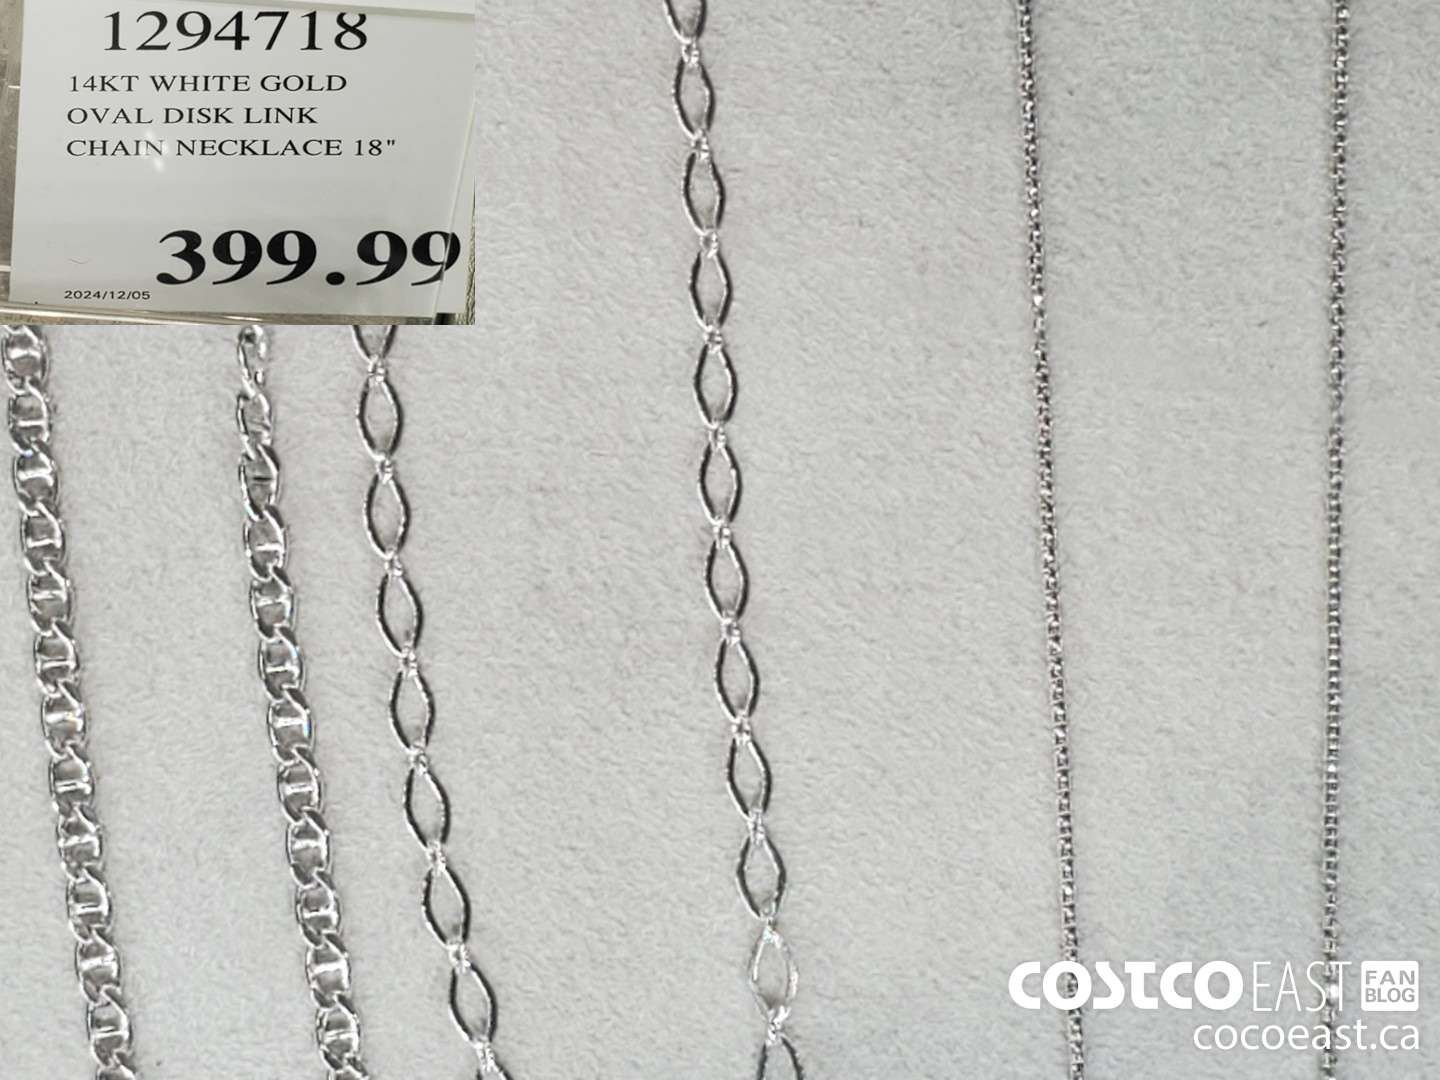 1294718
14KT WHITE GOLD
OVAL DISK LINK
CHAIN NECKLACE 18"
399.99
2024/12/05
COSTCO EAST FAN BLOG
cocoeast.ca